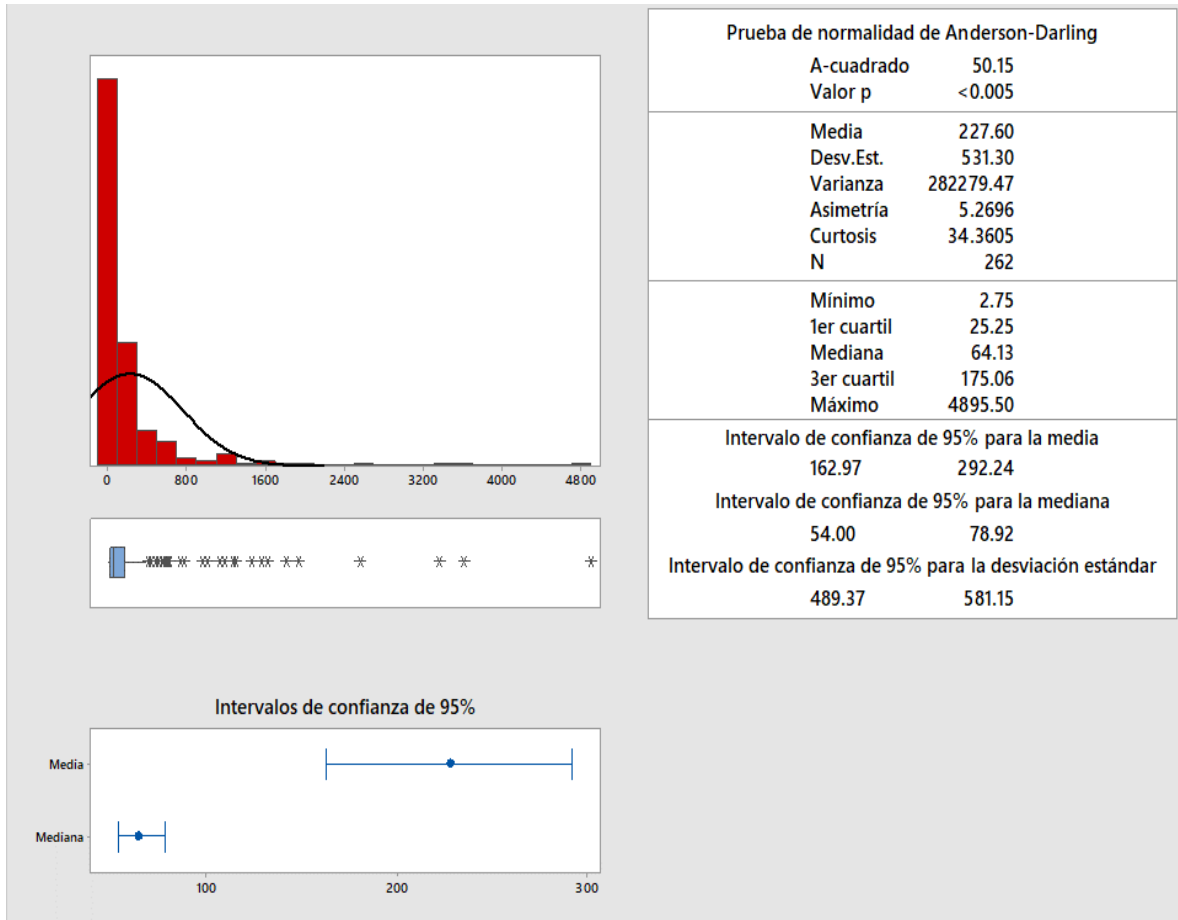 Prueba de normalidad de Anderson-Darling
A-cuadrado 50.15
Valor p <0.005
Media 227.60
Desv.Est. 531.30
Varianza 282279.47
Asimetría 5.2696
Curtosis 34.3605
N 262
Mínimo 2.75
1er cuartil 25.25
Mediana 64.13
3er cuartil 175.06
Máximo 4895.50
Intervalo de confianza de 95% para la media
162.97 292.24
Intervalo de confianza de 95% para la mediana
54.00 78.92
Intervalo de confianza de 95% para la desviación estándar
489.37 581.15
0 800 1600 2400 3200 4000 4800
Intervalos de confianza de 95%
Media
Mediana
100 200 300